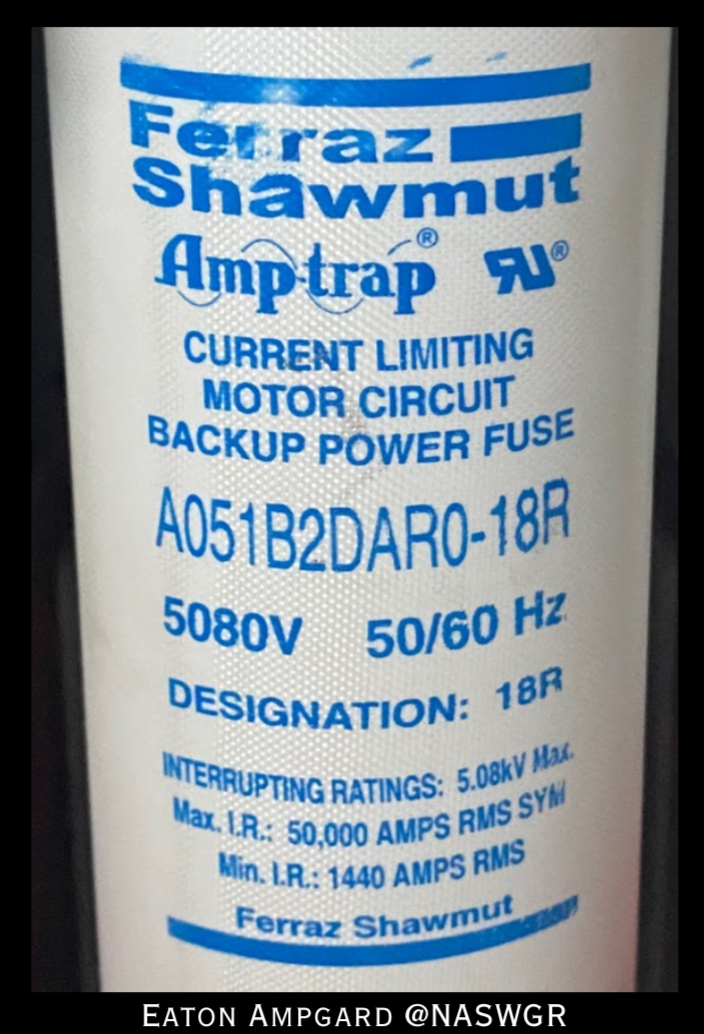 Ferraz
Shawmut
Amp-trap®
RU®
CURRENT LIMITING
MOTOR CIRCUIT
BACKUP POWER FUSE
A051B2DAR0-18R
5080V 50/60 Hz
DESIGNATION: 18R
INTERRUPTING RATINGS: 5.08kV Max.
Max. I.R.: 50,000 AMPS RMS SYM
Min. I.R.: 1440 AMPS RMS
Ferraz Shawmut
EATON AMPGARD @NASWGR